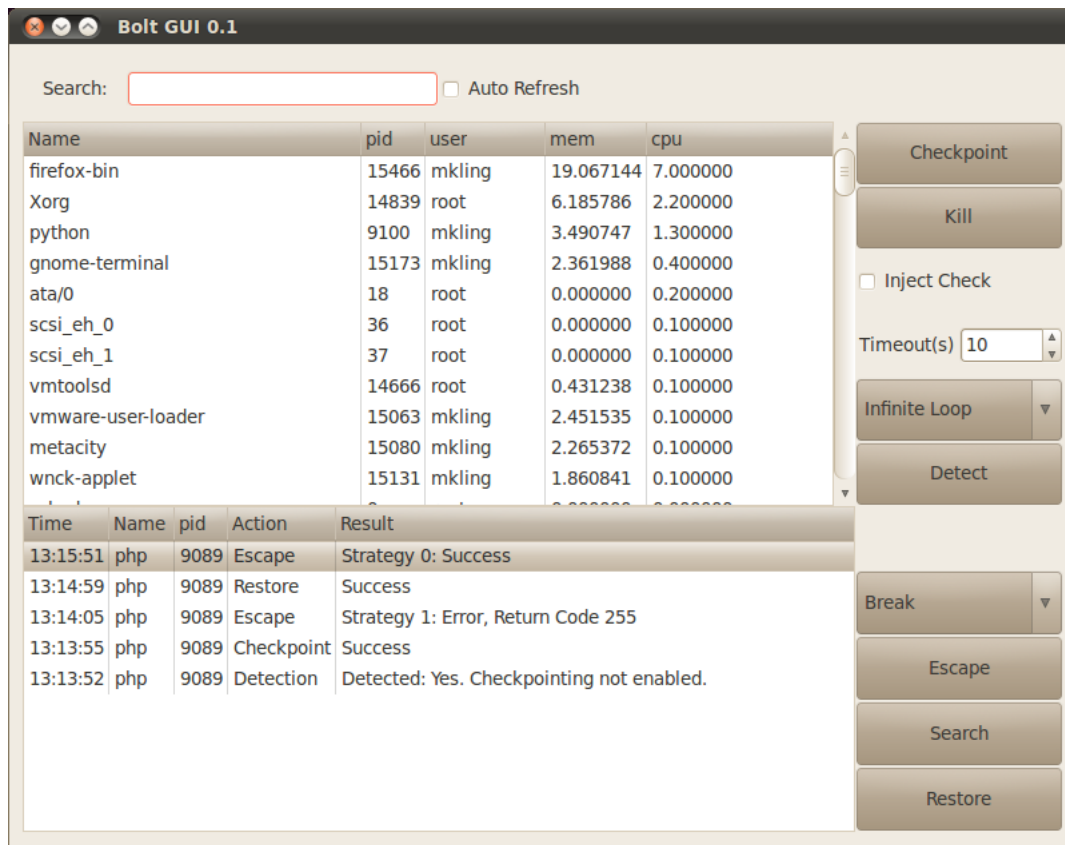 Bolt GUI 0.1
Search: Auto Refresh
Name pid user mem cpu
firefox-bin 15466 mkling 19.067144 7.000000
Xorg 14839 root 6.185786 2.200000
python 9100 mkling 3.490747 1.300000
gnome-terminal 15173 mkling 2.361988 0.400000
ata/0 18 root 0.000000 0.200000
scsi_eh_0 36 root 0.000000 0.100000
scsi_eh_1 37 root 0.000000 0.100000
vmtoolsd 14666 root 0.431238 0.100000
vmware-user-loader 15063 mkling 2.451535 0.100000
metacity 15080 mkling 2.265372 0.100000
wnck-applet 15131 mkling 1.860841 0.100000
Checkpoint
Kill
Inject Check
Timeout(s) 10
Infinite Loop
Detect
Time Name pid Action Result
13:15:51 php 9089 Escape Strategy 0: Success
13:14:59 php 9089 Restore Success
13:14:05 php 9089 Escape Strategy 1: Error, Return Code 255
13:13:55 php 9089 Checkpoint Success
13:13:52 php 9089 Detection Detected: Yes. Checkpointing not enabled.
Break
Escape
Search
Restore